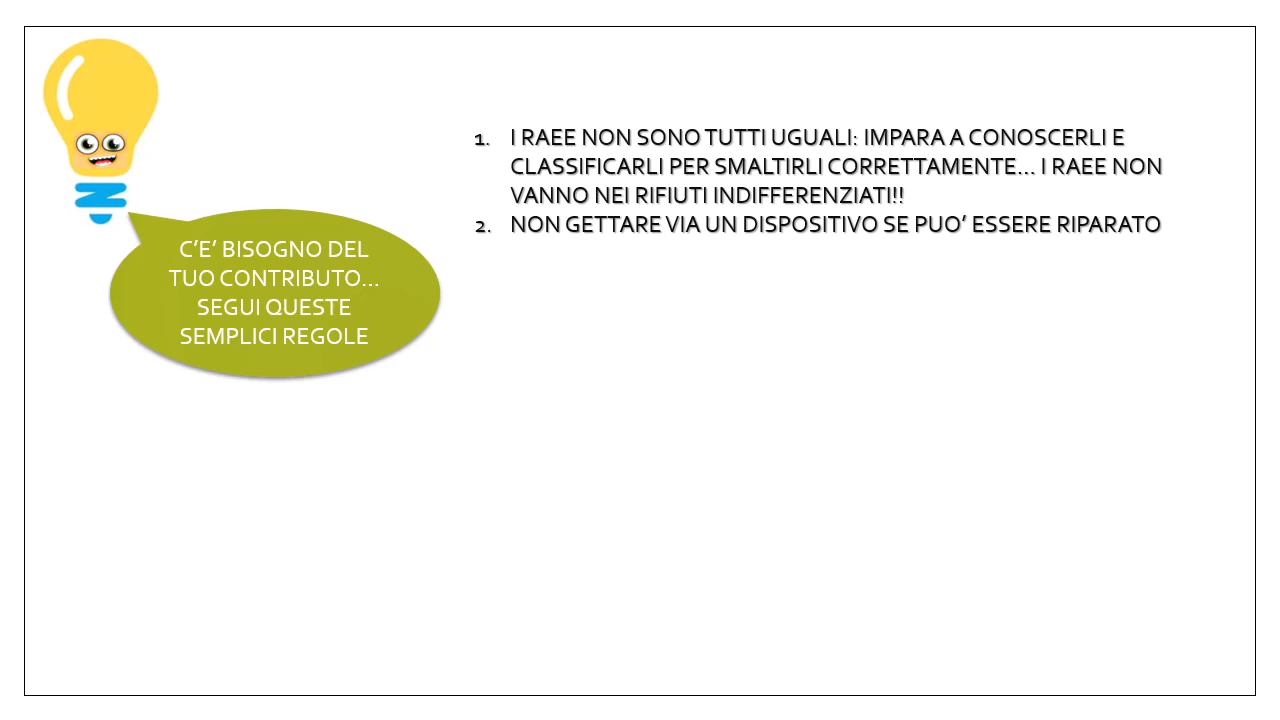 C’E’ BISOGNO DEL
TUO CONTRIBUTO…
SEGUI QUESTE
SEMPLICI REGOLE
1. I RAEE NON SONO TUTTI UGUALI: IMPARA A CONOSCERLI E
CLASSIFICARLI PER SMALTIRLI CORRETTAMENTE… I RAEE NON
VANNO NEI RIFIUTI INDIFFERENZIATI!!
2. NON GETTARE VIA UN DISPOSITIVO SE PUO’ ESSERE RIPARATO